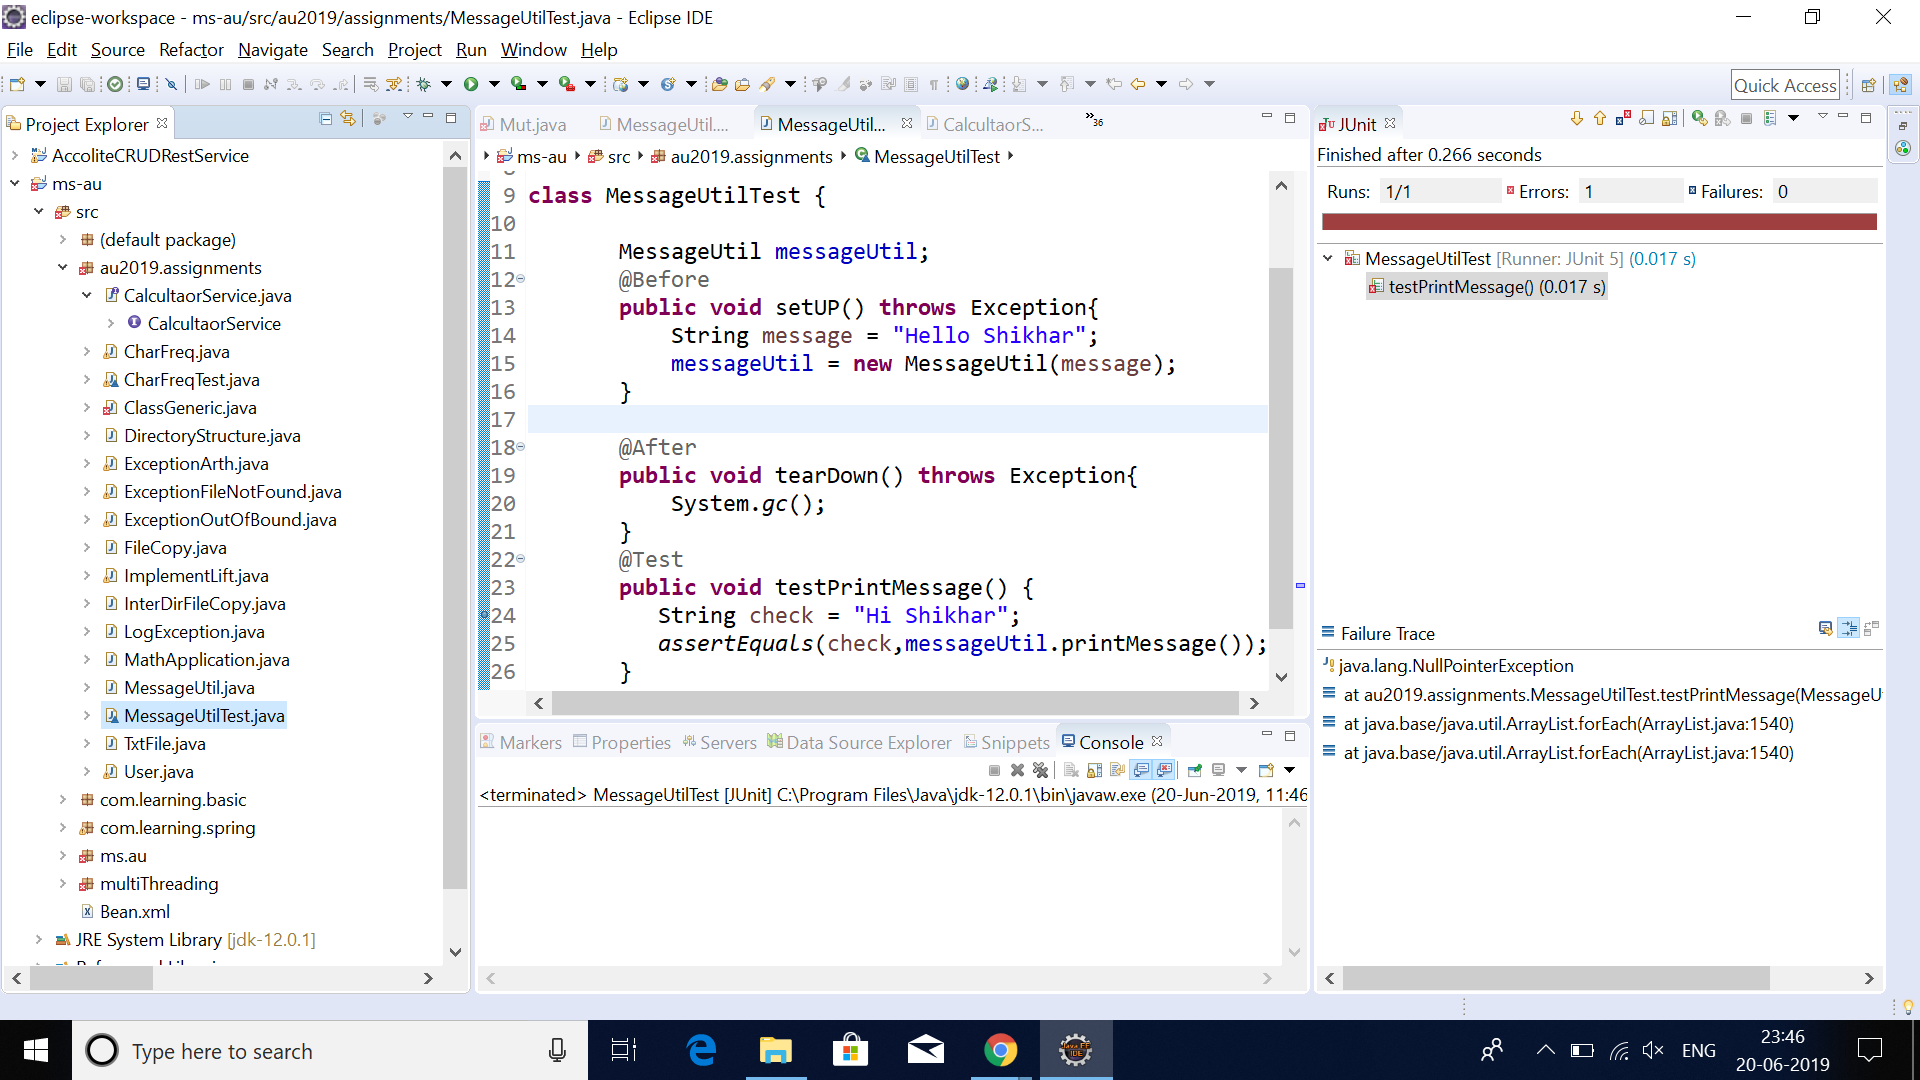 eclipse-workspace - ms-au/src/au2019/assignments/MessageUtilTest.java - Eclipse IDE
File Edit Source Refactor Navigate Search Project Run Window Help
Quick Access
Project Explorer
AccoliteCRUDRestService
ms-au
src
(default package)
au2019.assignments
CalcultaorService.java
CalcultaorService
CharFreq.java
CharFreqTest.java
ClassGeneric.java
DirectoryStructure.java
ExceptionArth.java
ExceptionFileNotFound.java
ExceptionOutOfBound.java
FileCopy.java
ImplementLift.java
InterDirFileCopy.java
LogException.java
MathApplication.java
MessageUtil.java
MessageUtilTest.java
TxtFile.java
User.java
com.learning.basic
com.learning.spring
ms.au
multiThreading
Bean.xml
JRE System Library [jdk-12.0.1]
Mut.java MessageUtil.... MessageUtil... CalcultaorS... 36
ms-au src au2019.assignments MessageUtilTest
9 class MessageUtilTest {
10
11 MessageUtil messageUtil;
12 @Before
13 public void setUP() throws Exception{
14 String message = "Hello Shikhar";
15 messageUtil = new MessageUtil(message);
16 }
17
18 @After
19 public void tearDown() throws Exception{
20 System.gc();
21 }
22 @Test
23 public void testPrintMessage() {
24 String check = "Hi Shikhar";
25 assertEquals(check,messageUtil.printMessage());
26 }
Markers Properties Servers Data Source Explorer Snippets Console
<terminated> MessageUtilTest [JUnit] C:\Program Files\Java\jdk-12.0.1\bin\javaw.exe (20-Jun-2019, 11:46
JUnit
Finished after 0.266 seconds
Runs: 1/1 Errors: 1 Failures: 0
MessageUtilTest [Runner: JUnit 5] (0.017 s)
testPrintMessage() (0.017 s)
Failure Trace
java.lang.NullPointerException
at au2019.assignments.MessageUtilTest.testPrintMessage(MessageU
at java.base/java.util.ArrayList.forEach(ArrayList.java:1540)
at java.base/java.util.ArrayList.forEach(ArrayList.java:1540)
Type here to search
Java EE
IDE
ENG
23:46
20-06-2019